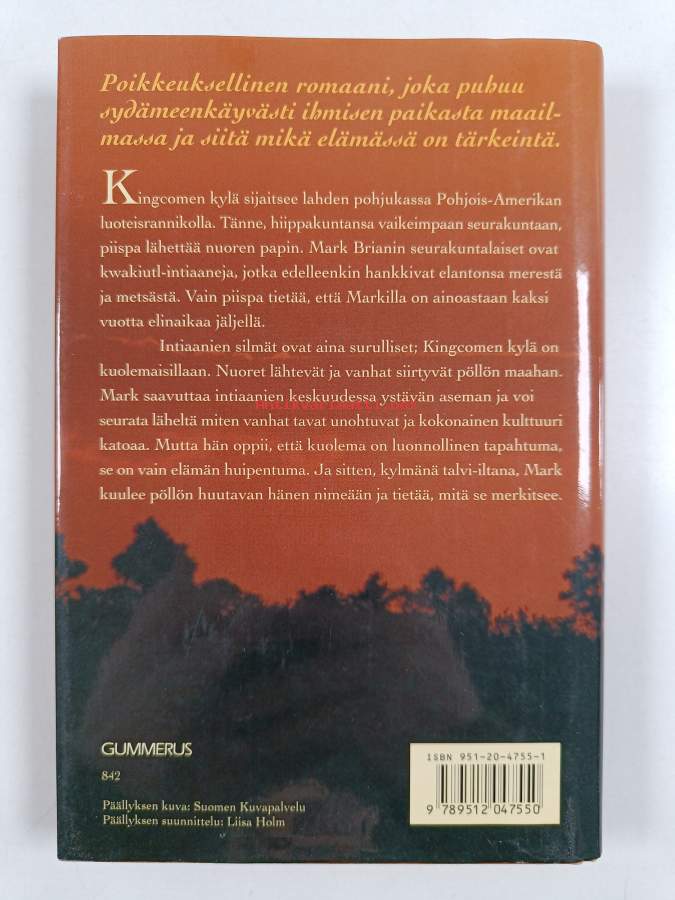 Poikkeuksellinen romaani, joka puhuu
sydämeenkäyvästi ihmisen paikasta maail-
massa ja siitä mikä elämässä on tärkeintä.
Kingcomen kylä sijaitsee lahden pohjukassa Pohjois-Amerikan
luoteisrannikolla. Tänne, hiippakuntansa vaikeimpaan seurakuntaan,
piispa lähettää nuoren papin. Mark Brianin seurakuntalaiset ovat
kwakiutl-intiaaneja, jotka edelleenkin hankkivat elantonsa merestä
ja metsästä. Vain piispa tietää, että Markilla on ainoastaan kaksi
vuotta elinaikaa jäljellä.
Intiaanien silmät ovat aina surulliset; Kingcomen kylä on
kuolemaisillaan. Nuoret lähtevät ja vanhat siirtyvät pöllön maahan.
Mark saavuttaa intiaanien keskuudessa ystävän aseman ja voi
seurata läheltä miten vanhat tavat unohtuvat ja kokonainen kulttuuri
katoaa. Mutta hän oppii, että kuolema on luonnollinen tapahtuma,
se on vain elämän huipentuma. Ja sitten, kylmänä talvi-iltana, Mark
kuulee pöllön huutavan hänen nimeään ja tietää, mitä se merkitsee.
GUMMERUS
842
Päällyksen kuva: Suomen Kuvapalvelu
Päällyksen suunnittelu: Liisa Holm
ISBN 951-20-4755-1
9 789512 047550